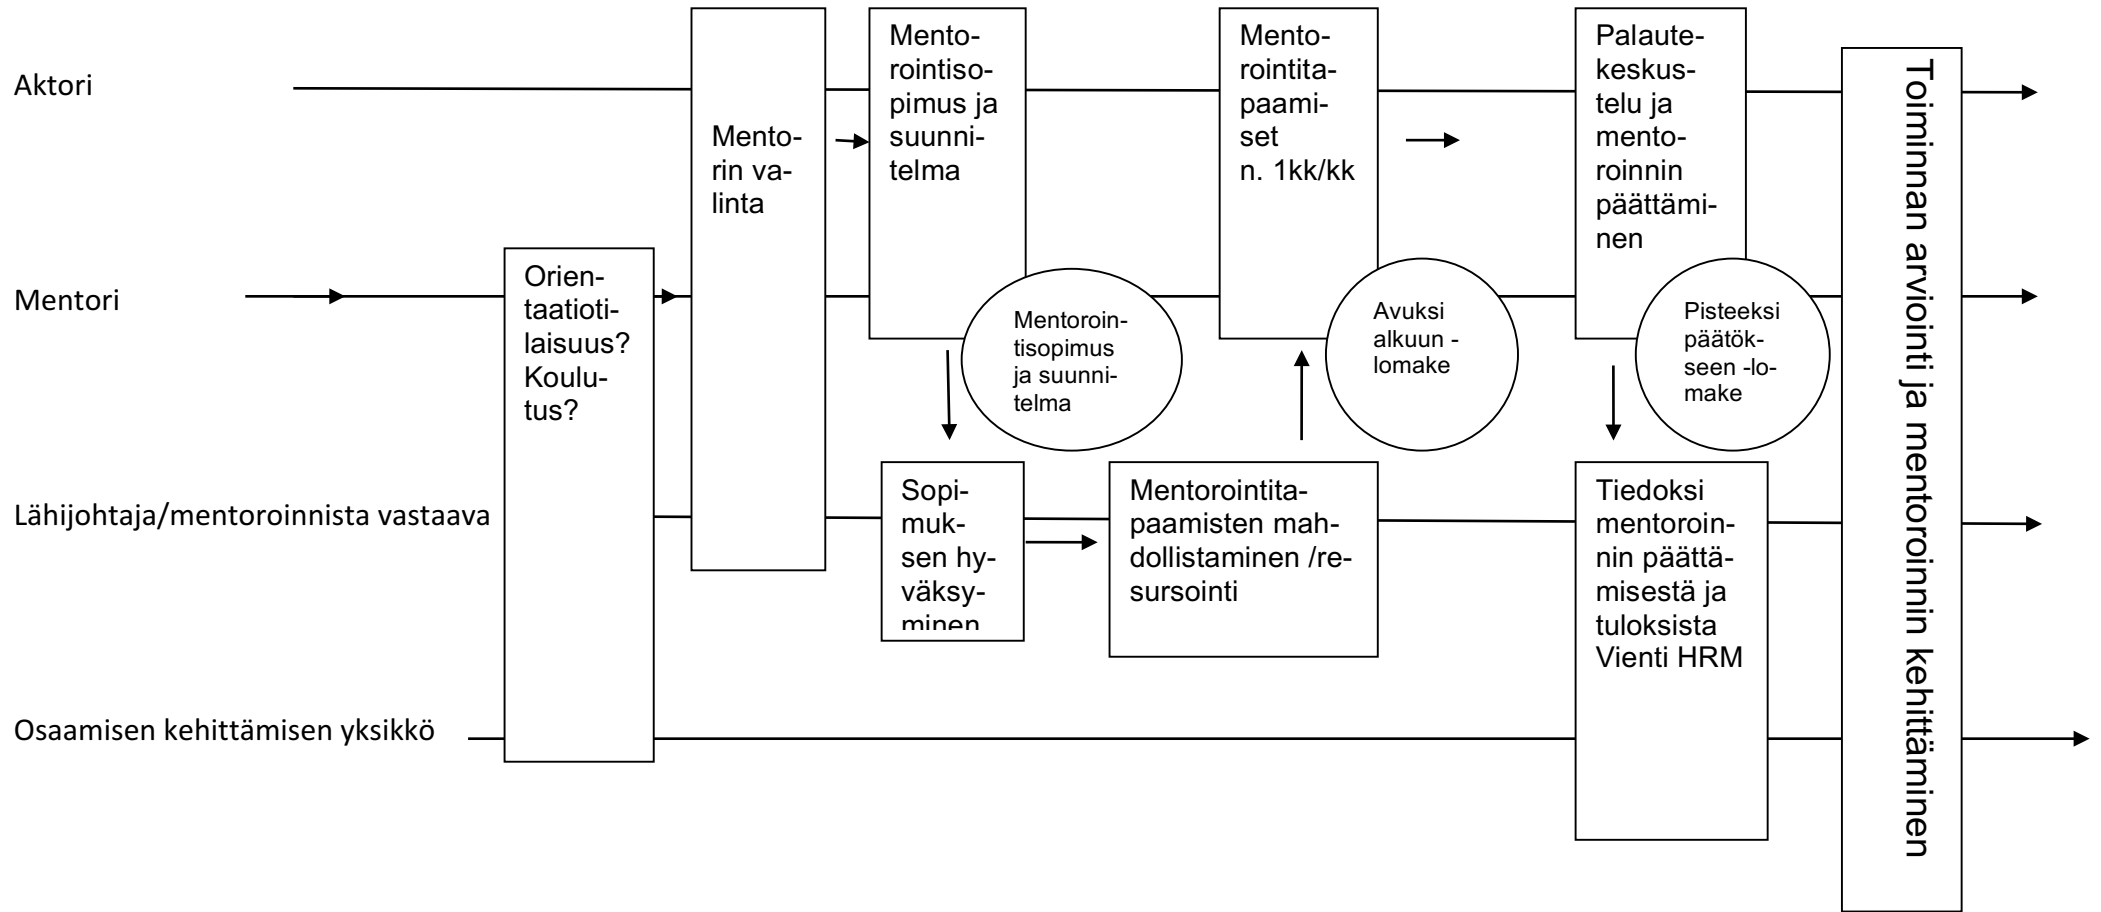 Aktori
Mentori
Lähijohtaja/mentoroinnista vastaava
Osaamisen kehittämisen yksikkö
Orien-
taatioti-
laisuus?
Koulu-
tus?
Mento-
rin va-
linta
Mento-
rointiso-
pimus ja
suunni-
telma
Mentoroin-
tisopimus
ja suunni-
telma
Sopi-
muk-
sen hy-
väksy-
minen
Mentorointita-
paamisten mah-
dollistaminen /re-
sursointi
Mento-
rointita-
paami-
set
n. 1kk/kk
Avuksi
alkuun -
lomake
Palaute-
keskus-
telu ja
mento-
roinnin
päättämi-
nen
Pisteeksi
päätök-
seen -lo-
make
Tiedoksi
mentoroin-
nin päättä-
misestä ja
tuloksista
Vienti HRM
Toiminnan arviointi ja mentoroinnin kehittäminen